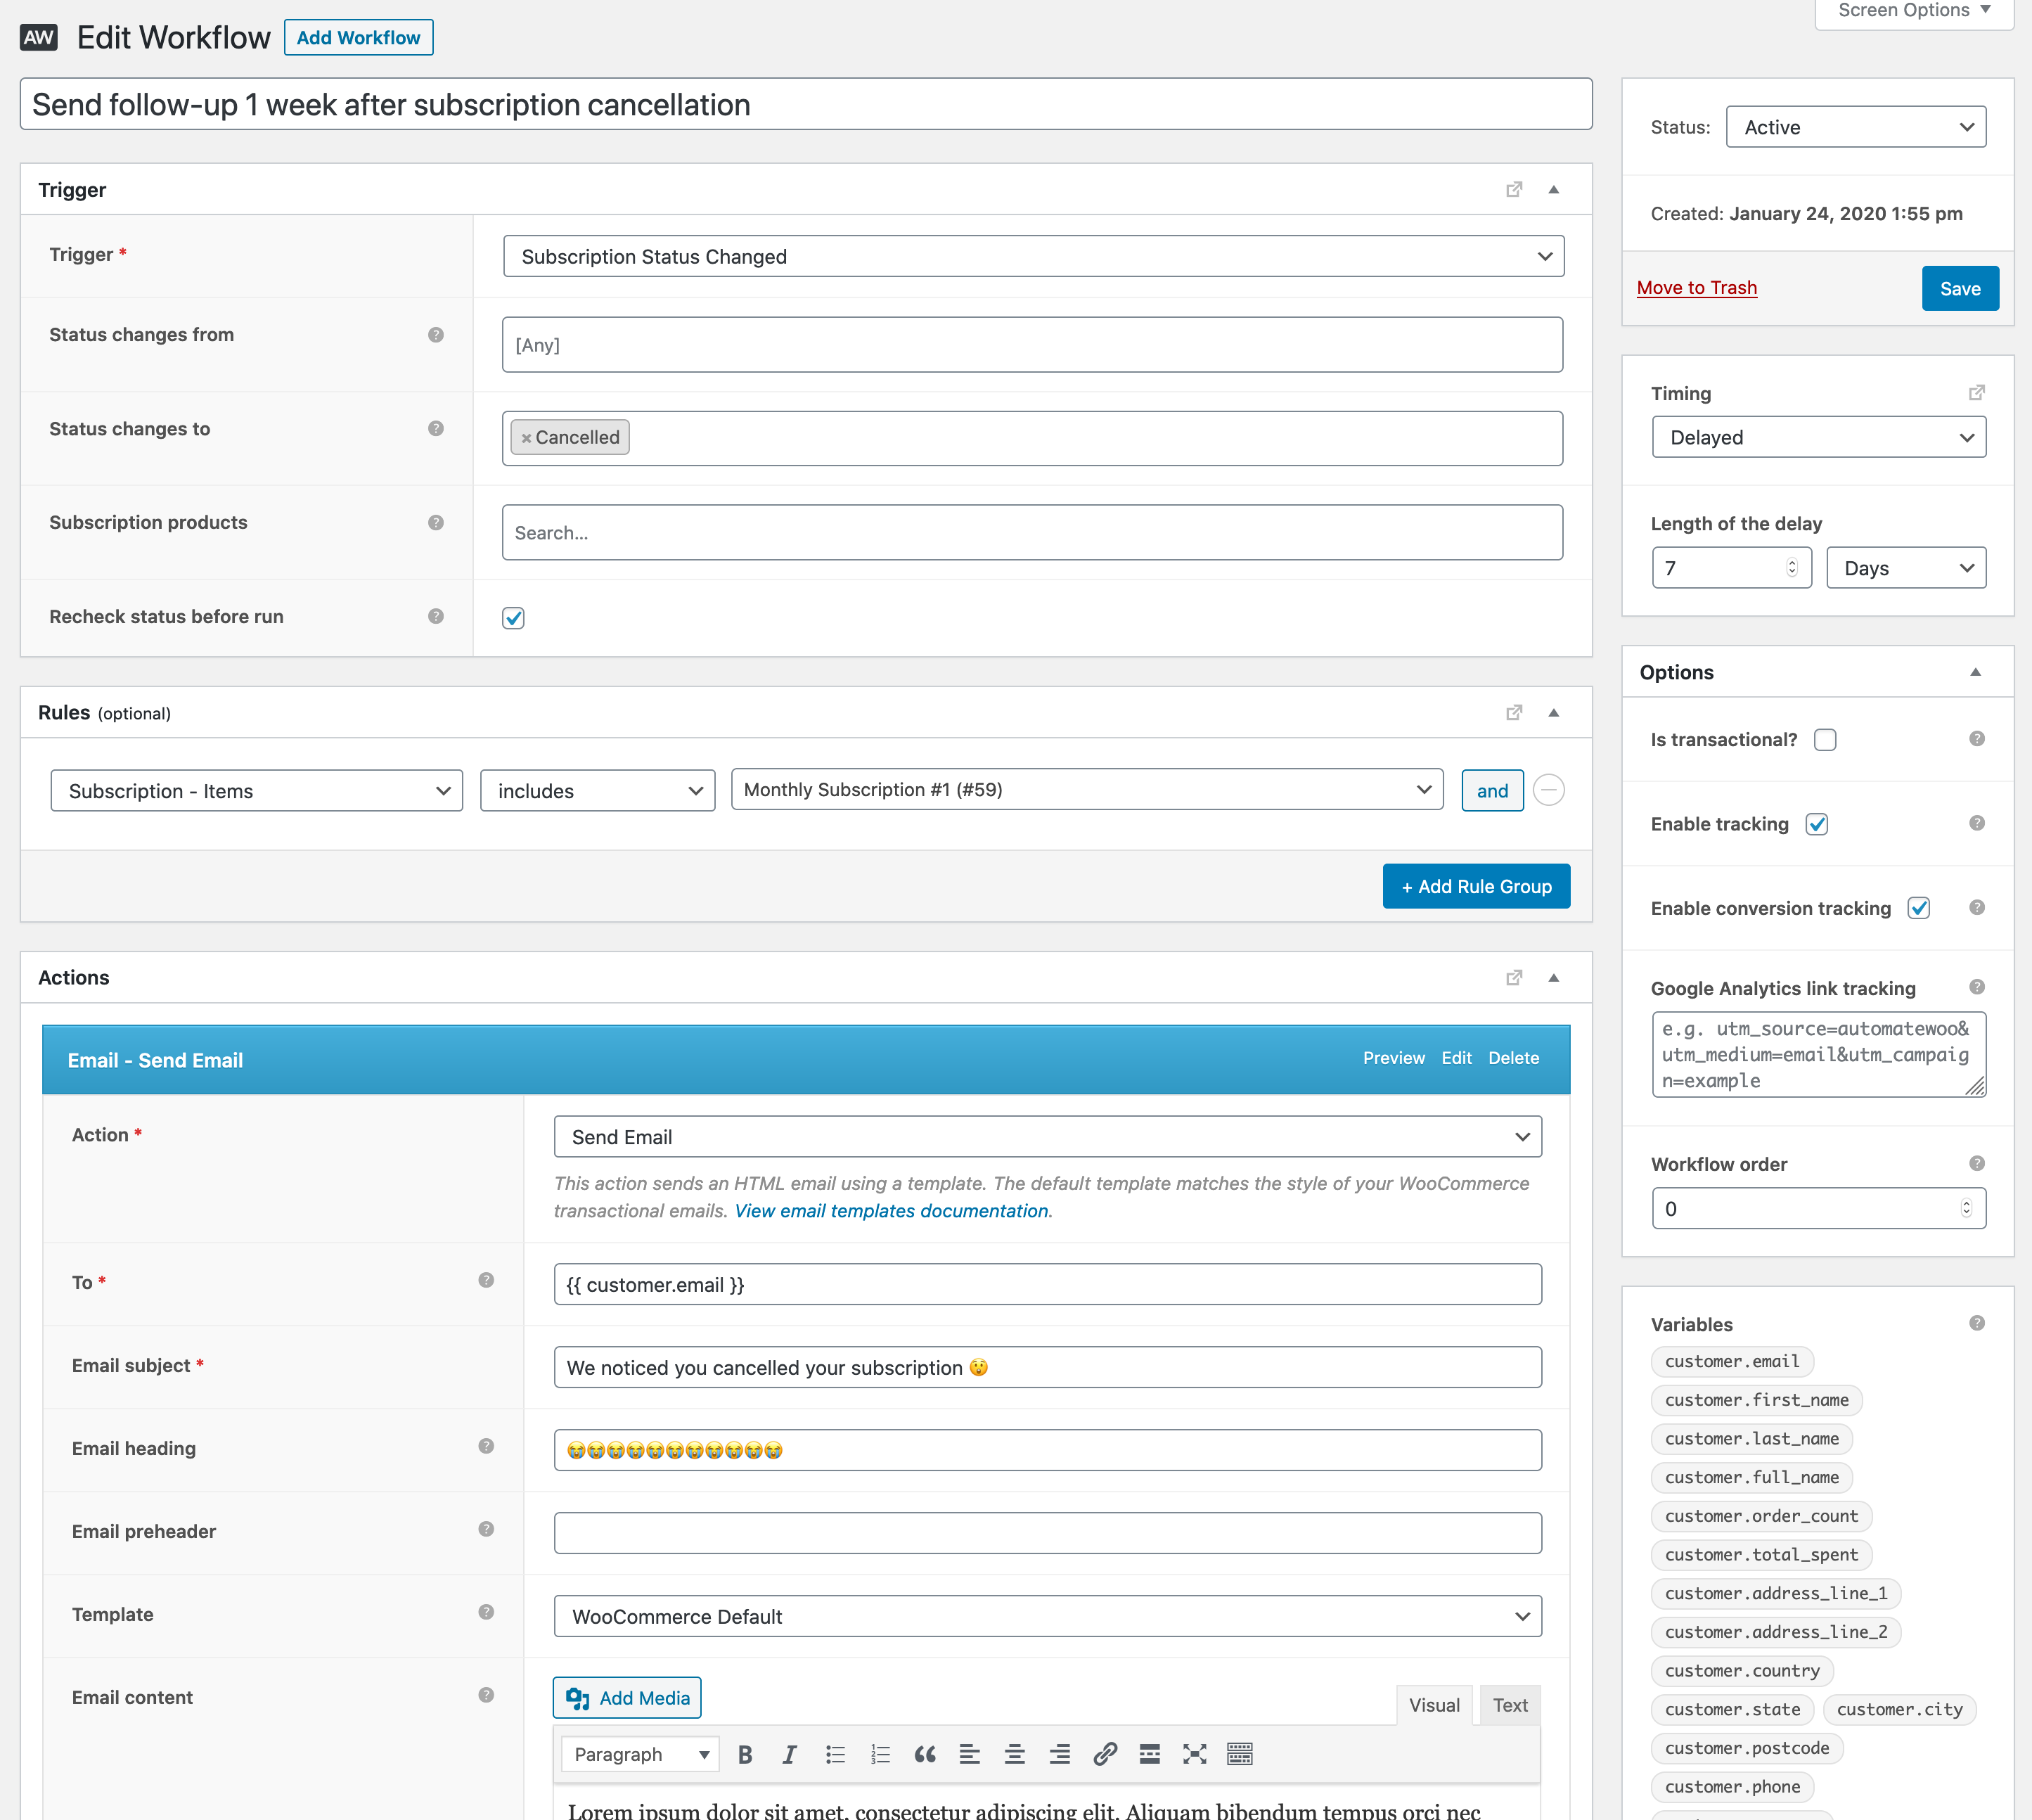 Screen Options ▼
AW Edit Workflow Add Workflow
Send follow-up 1 week after subscription cancellation
Trigger
Trigger *
Subscription Status Changed
Status changes from
[Any]
Status changes to
× Cancelled
Subscription products
Search...
Recheck status before run
Rules (optional)
Subscription - Items
includes
Monthly Subscription #1 (#59)
and
+ Add Rule Group
Actions
Email - Send Email
Preview Edit Delete
Action *
Send Email
This action sends an HTML email using a template. The default template matches the style of your WooCommerce
transactional emails. View email templates documentation.
To *
{{ customer.email }}
Email subject *
We noticed you cancelled your subscription 😲
Email heading
😭😭😭😭😭😭😭😭😭😭😭
Email preheader
Template
WooCommerce Default
Email content
Add Media
Visual Text
Paragraph
Lorem ipsum dolor sit amet, consectetur adipiscing elit. Aliquam bibendum tempus orci nec
Status: Active
Created: January 24, 2020 1:55 pm
Move to Trash
Save
Timing
Delayed
Length of the delay
7 Days
Options
Is transactional?
Enable tracking
Enable conversion tracking
Google Analytics link tracking
e.g. utm_source=automatewoo&
utm_medium=email&utm_campaig
n=example
Workflow order
0
Variables
customer.email
customer.first_name
customer.last_name
customer.full_name
customer.order_count
customer.total_spent
customer.address_line_1
customer.address_line_2
customer.country
customer.state customer.city
customer.postcode
customer.phone